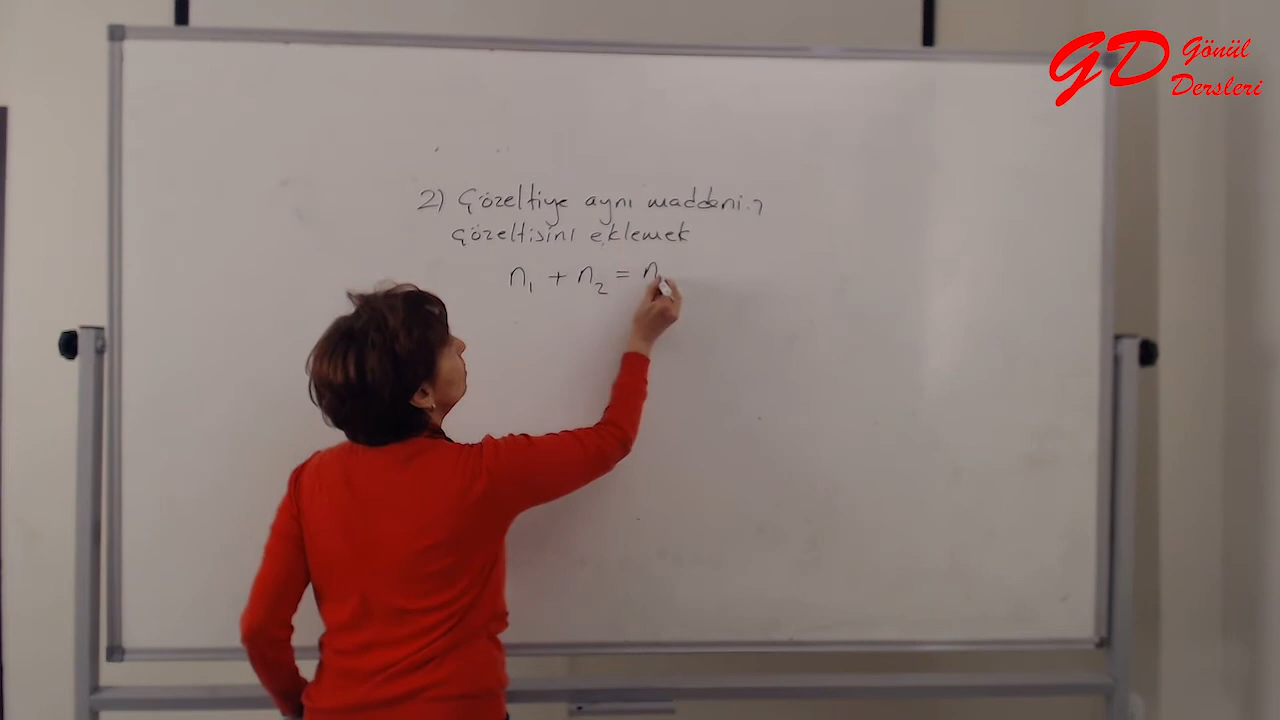 2) Çözeltiye aynı maddenin
çözeltisini eklemek
n₁ + n₂ = n
GD Gönül
Dersleri